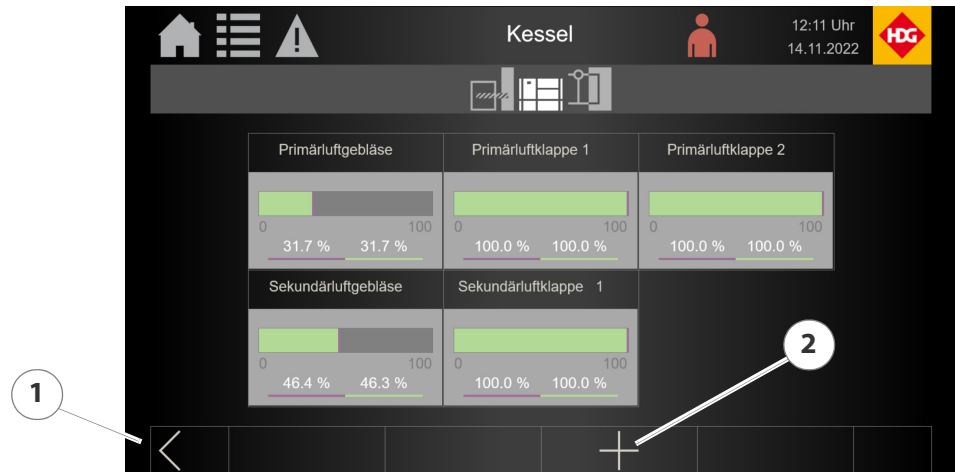 Kessel
12:11 Uhr
14.11.2022
HDG
Primärluftgebläse
Primärluftklappe 1
Primärluftklappe 2
0 100
0 100
0 100
31.7 % 31.7 %
100.0 % 100.0 %
100.0 % 100.0 %
Sekundärluftgebläse
Sekundärluftklappe 1
0 100
0 100
46.4 % 46.3 %
100.0 % 100.0 %
1
2